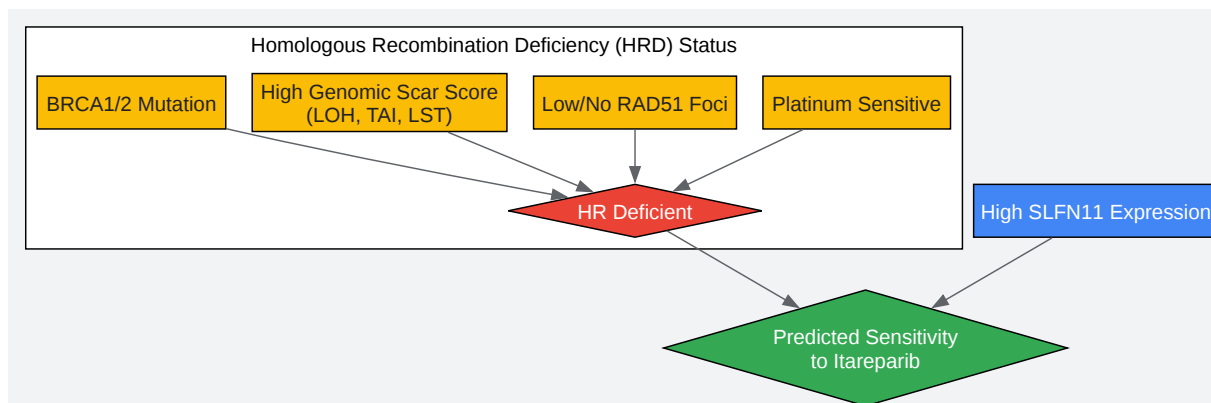 Homologous Recombination Deficiency (HRD) Status
BRCA1/2 Mutation
High Genomic Scar Score
(LOH, TAI, LST)
Low/No RAD51 Foci
Platinum Sensitive
HR Deficient
High SLFN11 Expression
Predicted Sensitivity
to Itareparib